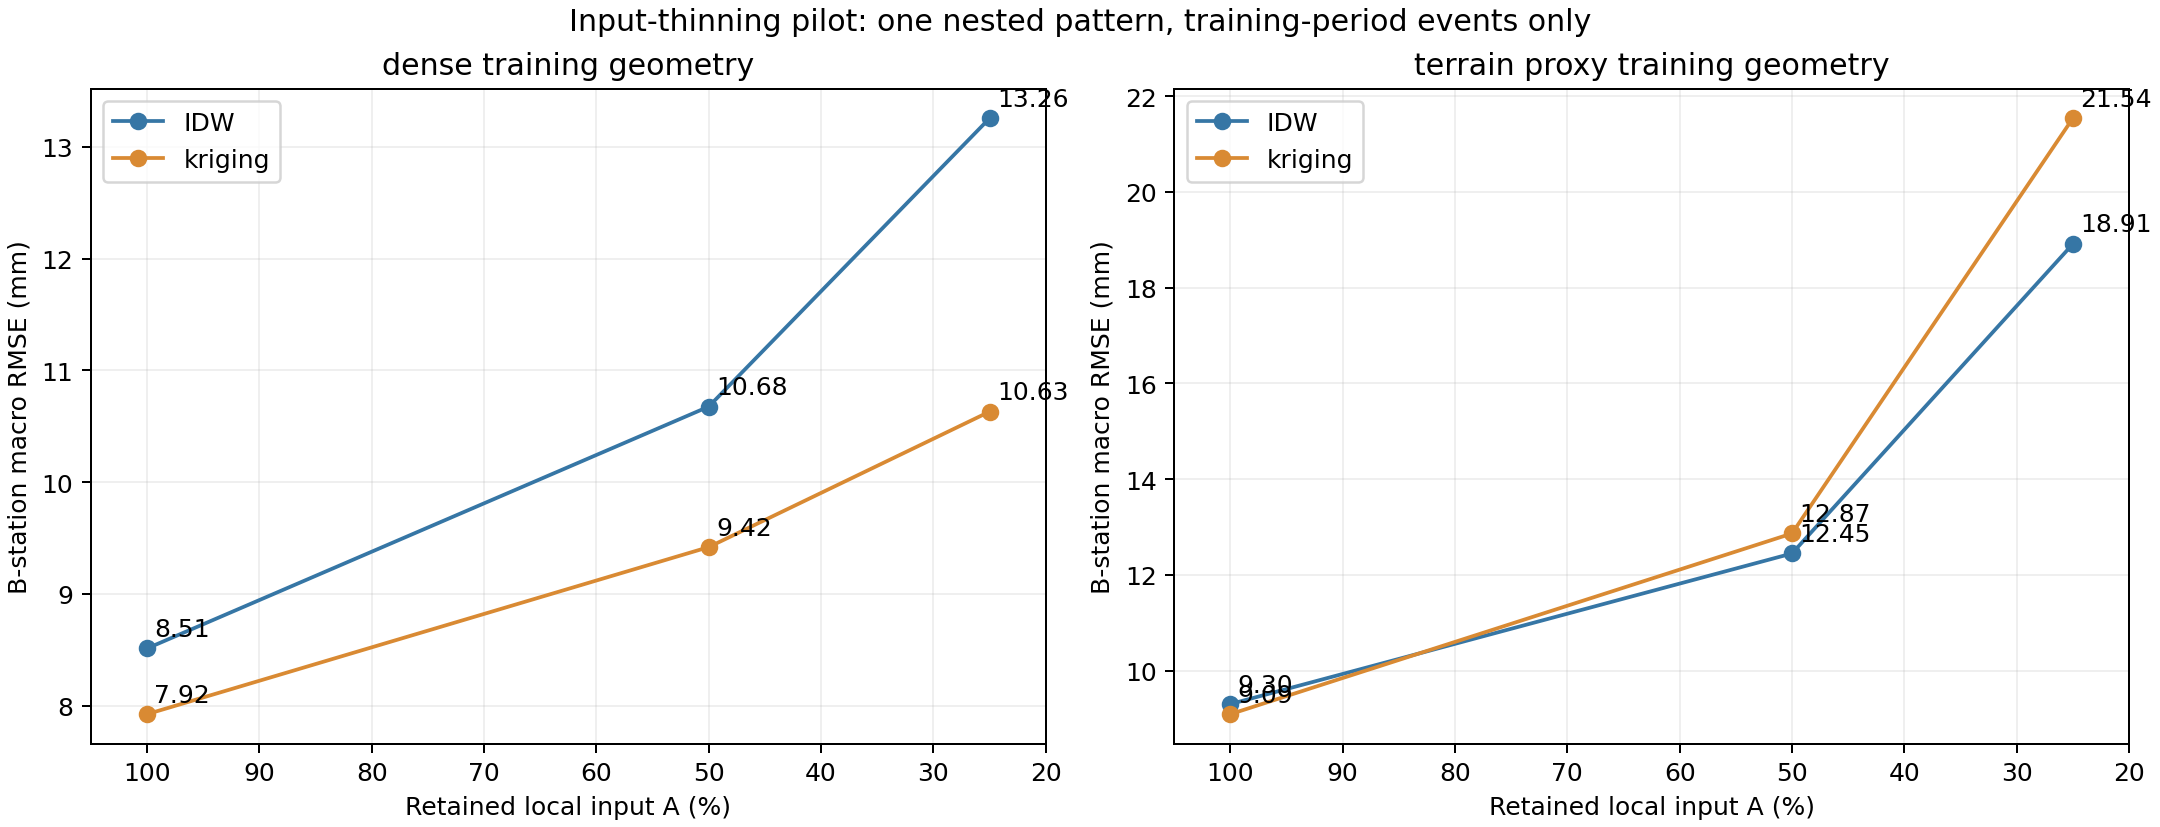 Input-thinning pilot: one nested pattern, training-period events only
dense training geometry
IDW
kriging
B-station macro RMSE (mm)
13
12
11
10
9
8
13.26
10.68
10.63
9.42
8.51
7.92
100 90 80 70 60 50 40 30 20
Retained local input A (%)
terrain proxy training geometry
IDW
kriging
B-station macro RMSE (mm)
22
20
18
16
14
12
10
21.54
18.91
12.87
12.45
9.30
9.09
100 90 80 70 60 50 40 30 20
Retained local input A (%)